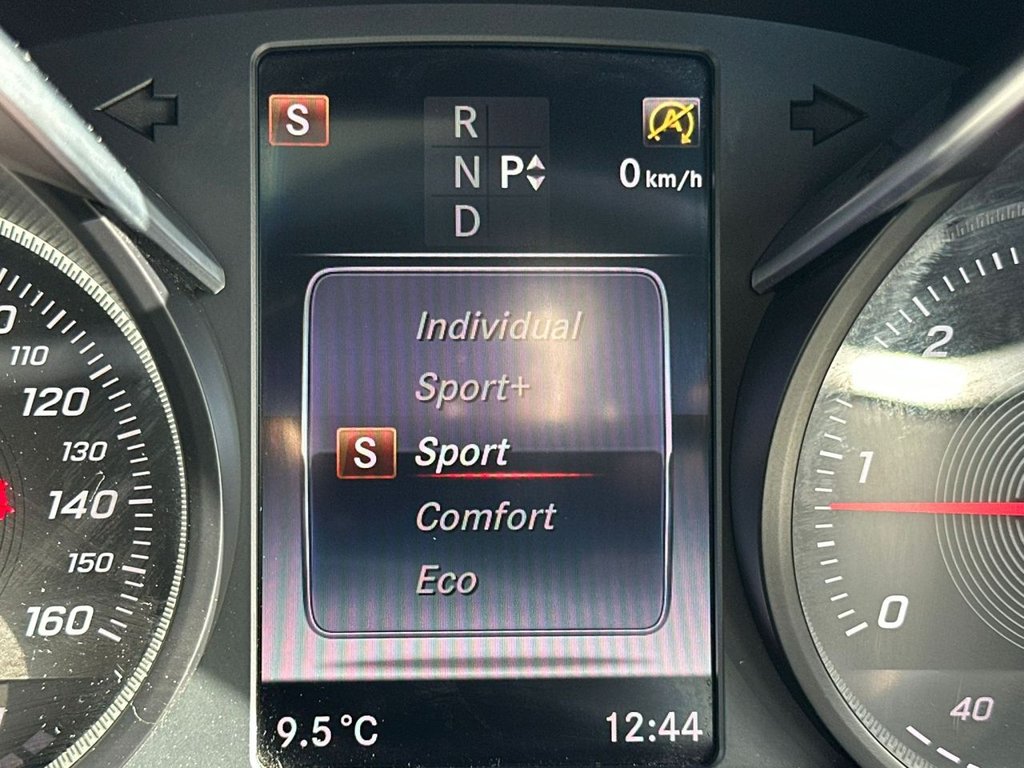 S
R
N P
D
A
0 km/h
Individual
Sport+
S Sport
Comfort
Eco
9.5 °C
12:44
110
120
130
140
150
160
2
1
0
40